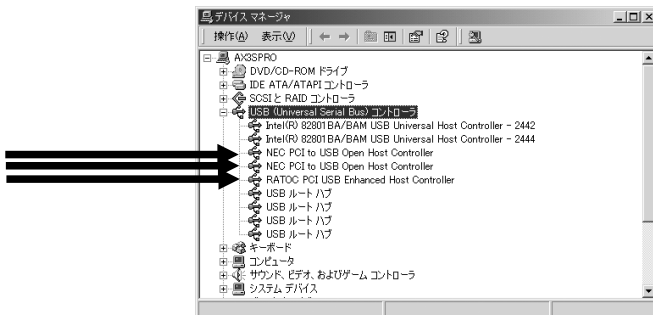 デバイス マネージャ
操作(A) 表示(V)
AX3SPRO
DVD/CD-ROM ドライブ
IDE ATA/ATAPI コントローラ
SCSI と RAID コントローラ
USB (Universal Serial Bus) コントローラ
Intel(R) 82801BA/BAM USB Universal Host Controller - 2442
Intel(R) 82801BA/BAM USB Universal Host Controller - 2444
NEC PCI to USB Open Host Controller
NEC PCI to USB Open Host Controller
RATOC PCI USB Enhanced Host Controller
USB ルート ハブ
USB ルート ハブ
USB ルート ハブ
USB ルート ハブ
キーボード
コンピュータ
サウンド、ビデオ、およびゲーム コントローラ
システム デバイス